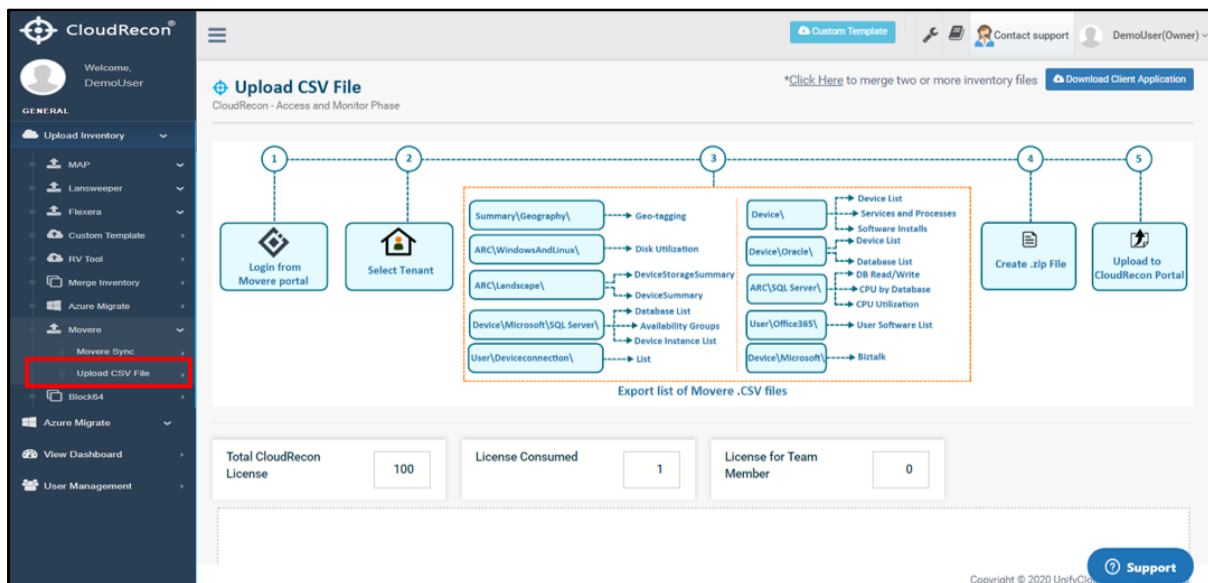 CloudRecon®
Welcome,
DemoUser
GENERAL
Upload Inventory
MAP
Lansweeper
Flexera
Custom Template
RV Tool
Merge Inventory
Azure Migrate
Movere
Movere Sync
Upload CSV File
Block64
Azure Migrate
View Dashboard
User Management
Custom Template
Contact support
DemoUser(Owner)
Upload CSV File
CloudRecon - Access and Monitor Phase
*Click Here to merge two or more inventory files
Download Client Application
1
2
3
4
5
Login from
Movere portal
Select Tenant
Summary\Geography\
Geo-tagging
ARC\WindowsAndLinux\
Disk Utilization
ARC\Landscape\
DeviceStorageSummary
DeviceSummary
Device\Microsoft\SQL Server\
Database List
Availability Groups
Device Instance List
User\Deviceconnection\
List
Device\
Device List
Services and Processes
Software Installs
Device\Oracle\
Device List
Database List
ARC\SQL Server\
DB Read/Write
CPU by Database
CPU Utilization
User\Office365\
User Software List
Device\Microsoft\
Biztalk
Export list of Movere .CSV files
Create .zip File
Upload to
CloudRecon Portal
Total CloudRecon
License
100
License Consumed
1
License for Team
Member
0
Support
Copyright © 2020 UnifyClo